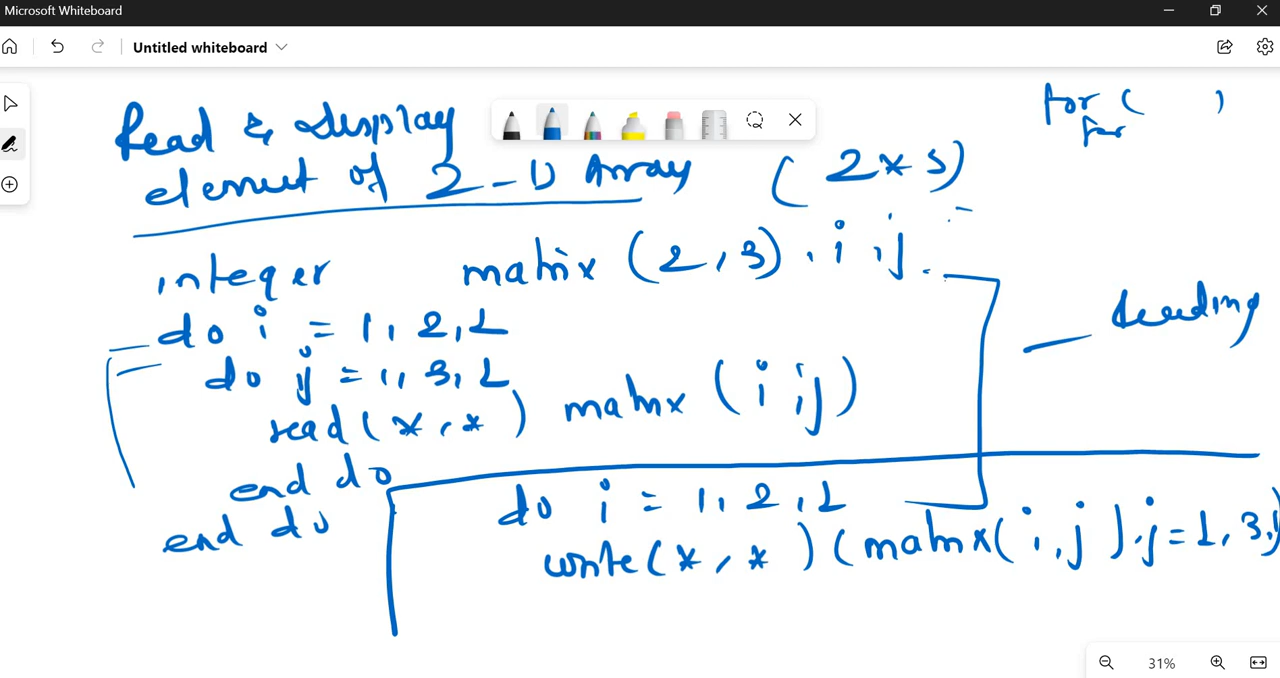 Microsoft Whiteboard
Untitled whiteboard
for ( )
for
Read & Display
element of 2-D Array (2*3)
integer matrix (2,3), i, j
do i = 1, 2, 1
do j = 1, 3, 1
read(*,*) matrix (i,j)
end do
end do
Reading
do i = 1, 2, 1
write(*,*)(matrix(i,j),j=1,3,1
31%